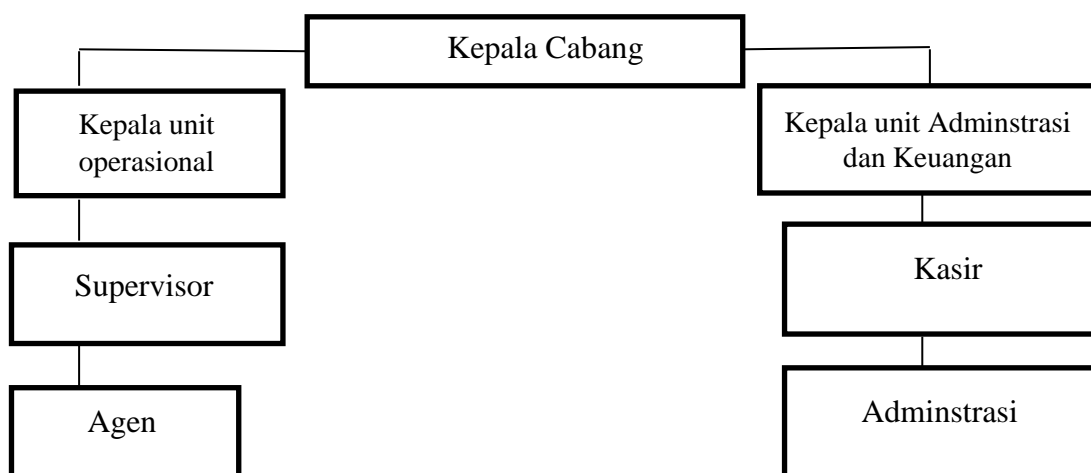 Kepala Cabang
Kepala unit
operasional
Kepala unit Adminstrasi
dan Keuangan
Supervisor
Kasir
Agen
Adminstrasi